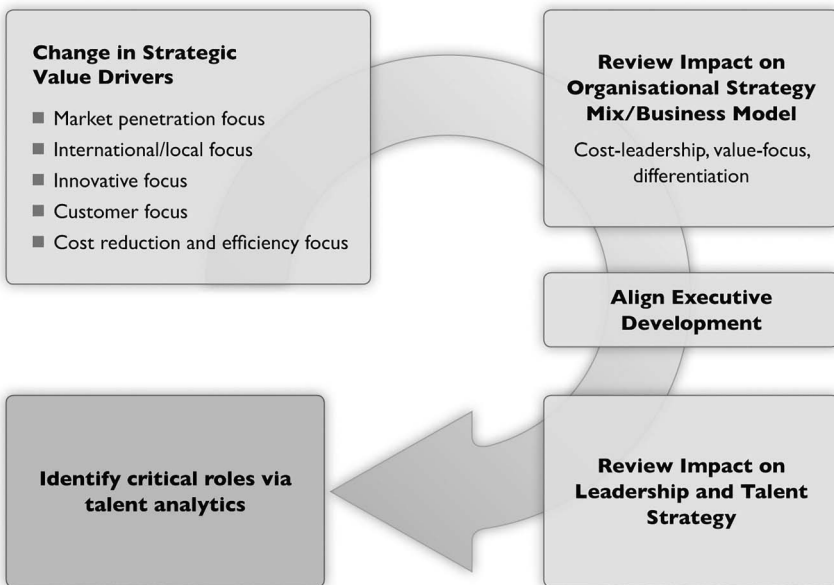 Change in Strategic
Value Drivers
Market penetration focus
International/local focus
Innovative focus
Customer focus
Cost reduction and efficiency focus
Review Impact on
Organisational Strategy
Mix/Business Model
Cost-leadership, value-focus,
differentiation
Align Executive
Development
Review Impact on
Leadership and Talent
Strategy
Identify critical roles via
talent analytics